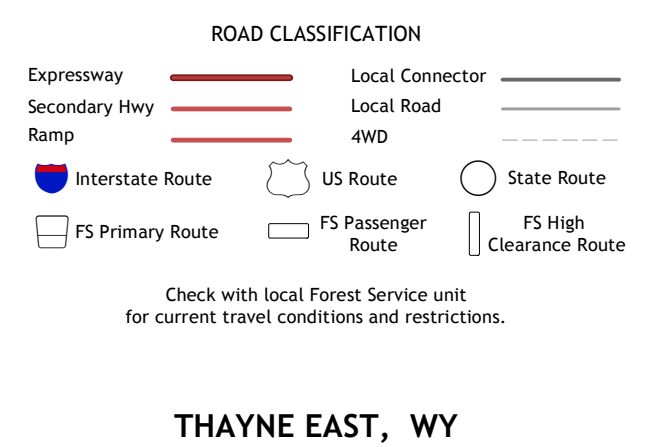 ROAD CLASSIFICATION
Expressway
Local Connector
Secondary Hwy
Local Road
Ramp
4WD
Interstate Route
US Route
State Route
FS Primary Route
FS Passenger
Route
FS High
Clearance Route
Check with local Forest Service unit
for current travel conditions and restrictions.
THAYNE EAST, WY